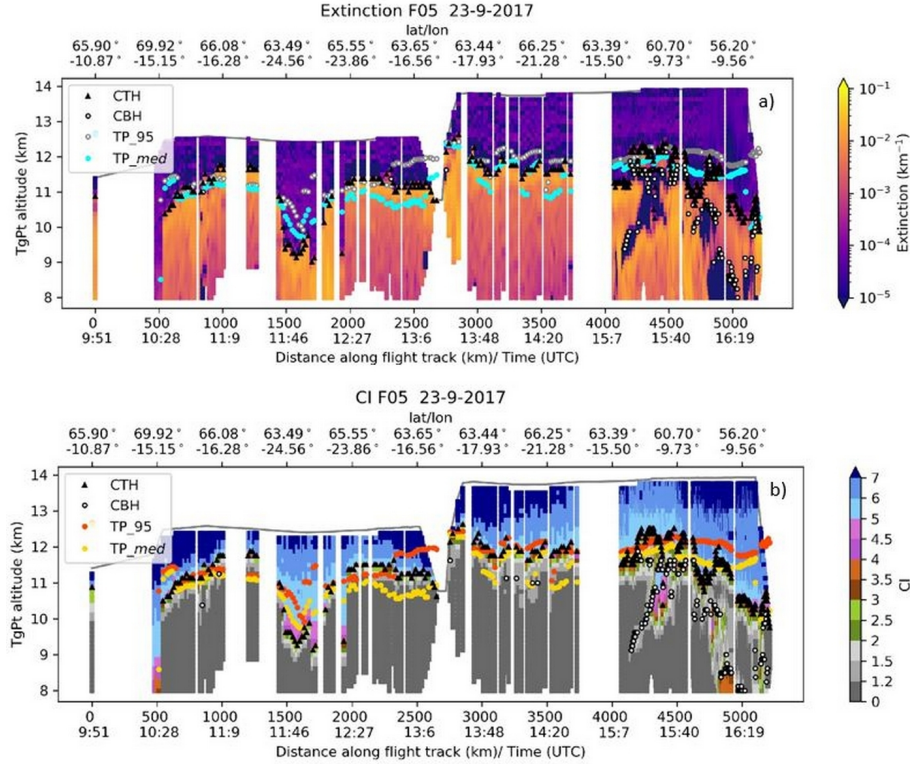 Extinction F05 23-9-2017
lat/lon
65.90 69.92 66.08 63.49 65.55 63.65 63.44 66.25 63.39 60.70 56.20
-10.87° -15.15° -16.28° -24.56° -23.86° -16.56° -17.93° -21.28° -15.50° -9.73° -9.56°
TgPt altitude (km)
14
13
12
11
10
9
8
CTH
CBH
TP_95
TP_med
a)
0 500 1000 1500 2000 2500 3000 3500 4000 4500 5000
9:51 10:28 11:9 11:46 12:27 13:6 13:48 14:20 15:7 15:40 16:19
Distance along flight track (km)/ Time (UTC)
10⁻¹
10⁻²
10⁻³
10⁻⁴
10⁻⁵
Extinction (km⁻¹)
CI F05 23-9-2017
lat/lon
65.90 69.92 66.08 63.49 65.55 63.65 63.44 66.25 63.39 60.70 56.20
-10.87° -15.15° -16.28° -24.56° -23.86° -16.56° -17.93° -21.28° -15.50° -9.73° -9.56°
TgPt altitude (km)
14
13
12
11
10
9
8
CTH
CBH
TP_95
TP_med
b)
0 500 1000 1500 2000 2500 3000 3500 4000 4500 5000
9:51 10:28 11:9 11:46 12:27 13:6 13:48 14:20 15:7 15:40 16:19
Distance along flight track (km)/ Time (UTC)
7
6
5
4.5
4
3.5
3
2
1.5
1.2
0
CI